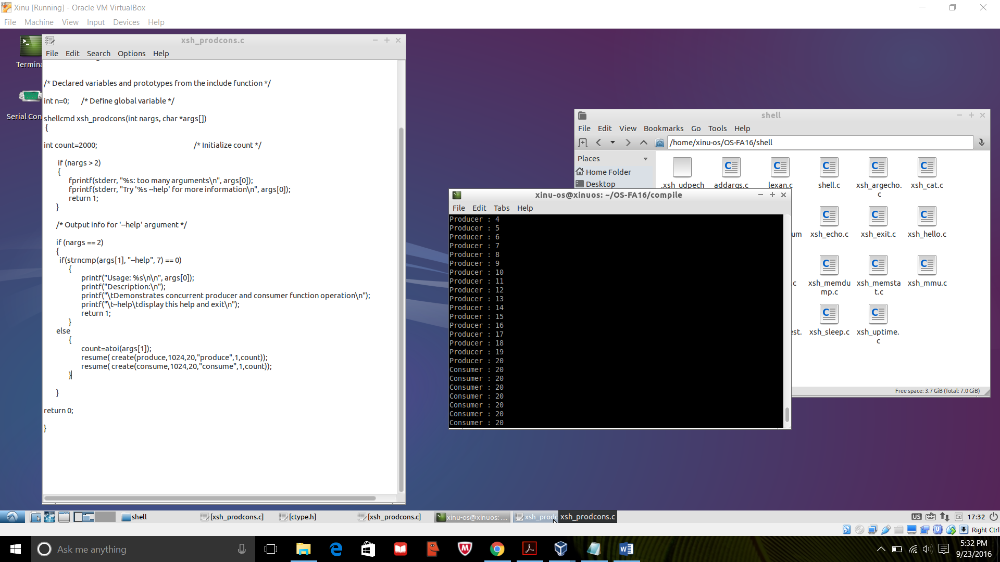 Xinu [Running] - Oracle VM VirtualBox
File Machine View Input Devices Help
Termina
Serial Con
xsh_prodcons.c
File Edit Search Options Help
/* Declared variables and prototypes from the include function */
int n=0; /* Define global variable */
shellcmd xsh_prodcons(int nargs, char *args[])
{
int count=2000; /* Initialize count */
if (nargs > 2)
{
fprintf(stderr, "%s: too many arguments\n", args[0]);
fprintf(stderr, "Try '%s --help' for more information\n", args[0]);
return 1;
}
/* Output info for '--help' argument */
if (nargs == 2)
{
if(strncmp(args[1], "--help", 7) == 0)
{
printf("Usage: %s\n\n", args[0]);
printf("Description:\n");
printf("\tDemonstrates concurrent producer and consumer function operation\n");
printf("\t--help\tdisplay this help and exit\n");
return 1;
}
else
{
count=atoi(args[1]);
resume( create(produce,1024,20,"produce",1,count));
resume( create(consume,1024,20,"consume",1,count));
}
}
return 0;
}
shell
File Edit View Bookmarks Go Tools Help
/home/xinu-os/OS-FA16/shell
Places
Home Folder
Desktop
.xsh_udpech addargs.c lexan.c shell.c xsh_argecho.c xsh_cat.c
um xsh_echo.c xsh_exit.c xsh_hello.c
.c xsh_memdump.c xsh_memstat.c xsh_mmu.c
est. xsh_sleep.c xsh_uptime.c
Free space: 3.7 GiB (Total: 7.0 GiB)
xinu-os@xinuos: ~/OS-FA16/compile
File Edit Tabs Help
Producer : 4
Producer : 5
Producer : 6
Producer : 7
Producer : 8
Producer : 9
Producer : 10
Producer : 11
Producer : 12
Producer : 13
Producer : 14
Producer : 15
Producer : 16
Producer : 17
Producer : 18
Producer : 19
Producer : 20
Consumer : 20
Consumer : 20
Consumer : 20
Consumer : 20
Consumer : 20
Consumer : 20
Consumer : 20
shell [xsh_prodcons.c] [ctype.h] [xsh_prodcons.c] xinu-os@xinuos: ... xsh_prodc xsh_prodcons.c US 17:32
Right Ctrl
Ask me anything
5:32 PM
9/23/2016